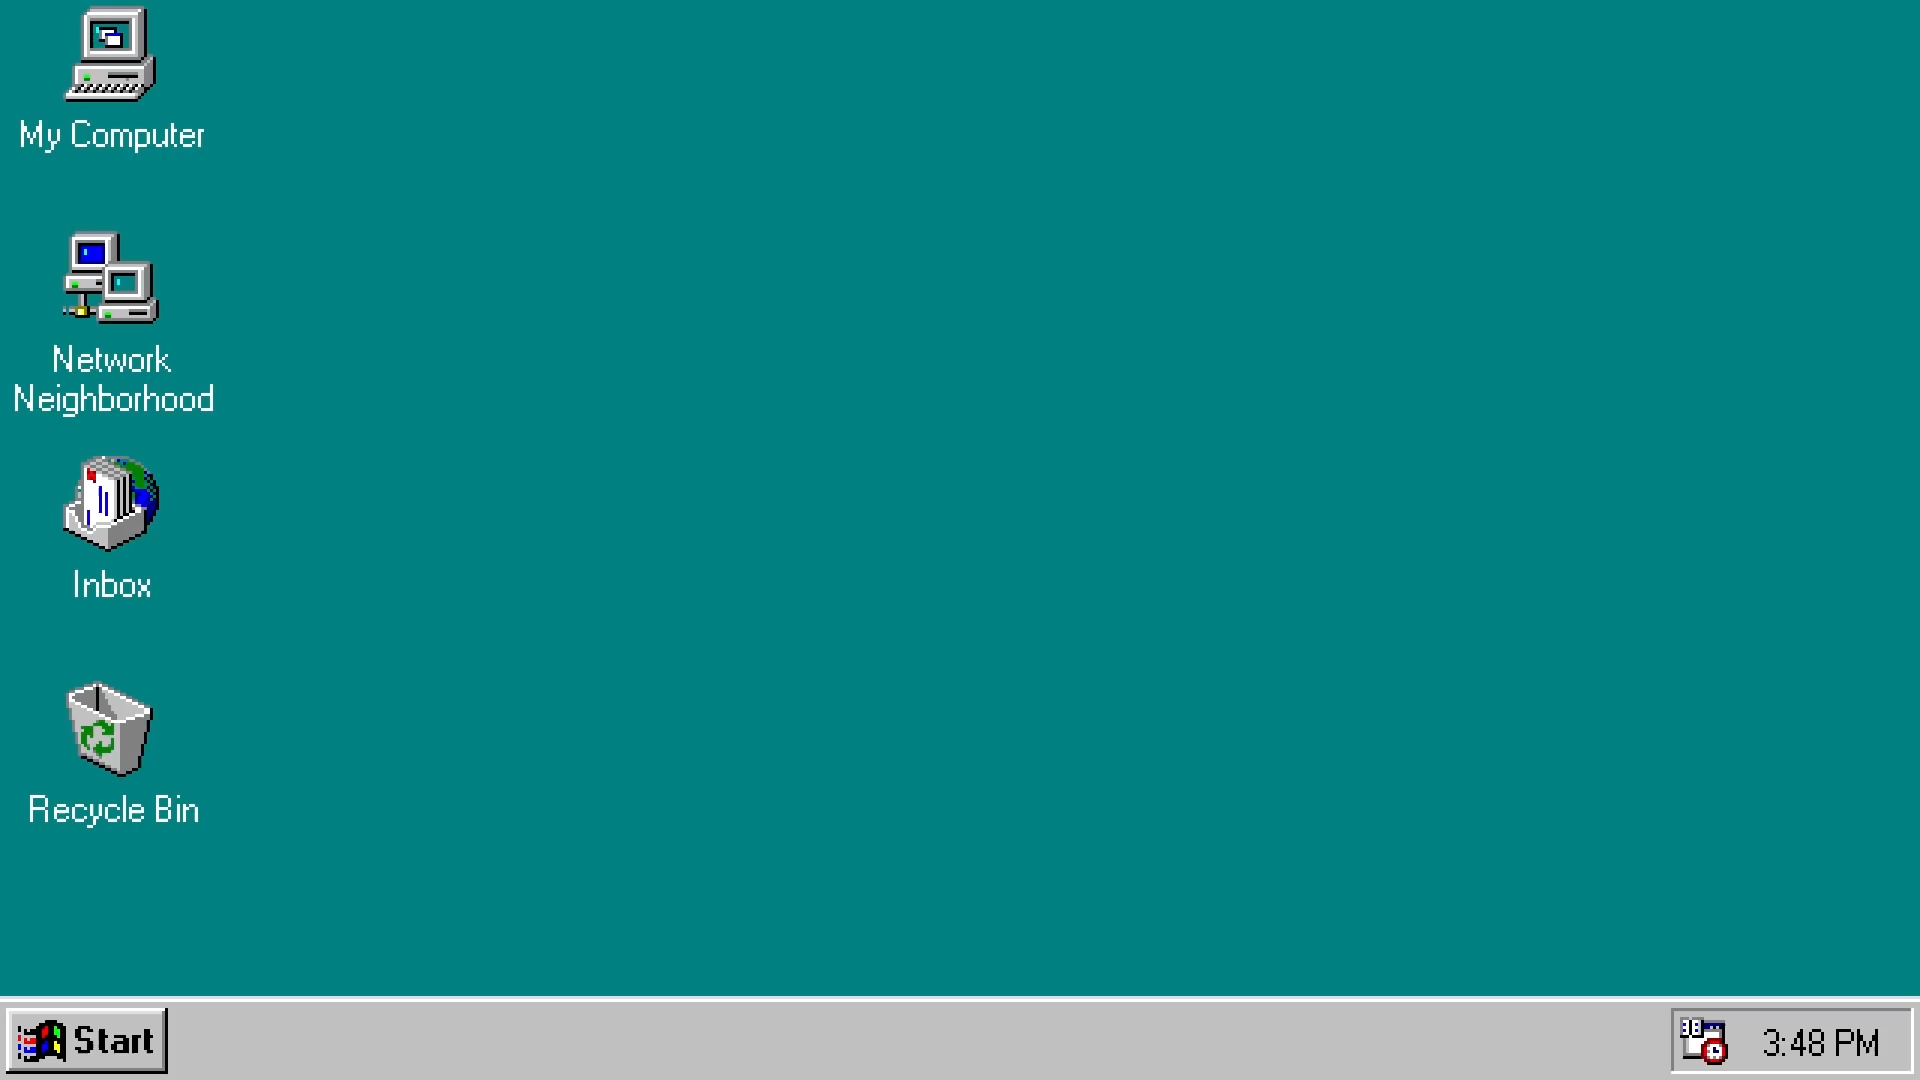 My Computer
Network
Neighborhood
Inbox
Recycle Bin
Start
3:48 PM